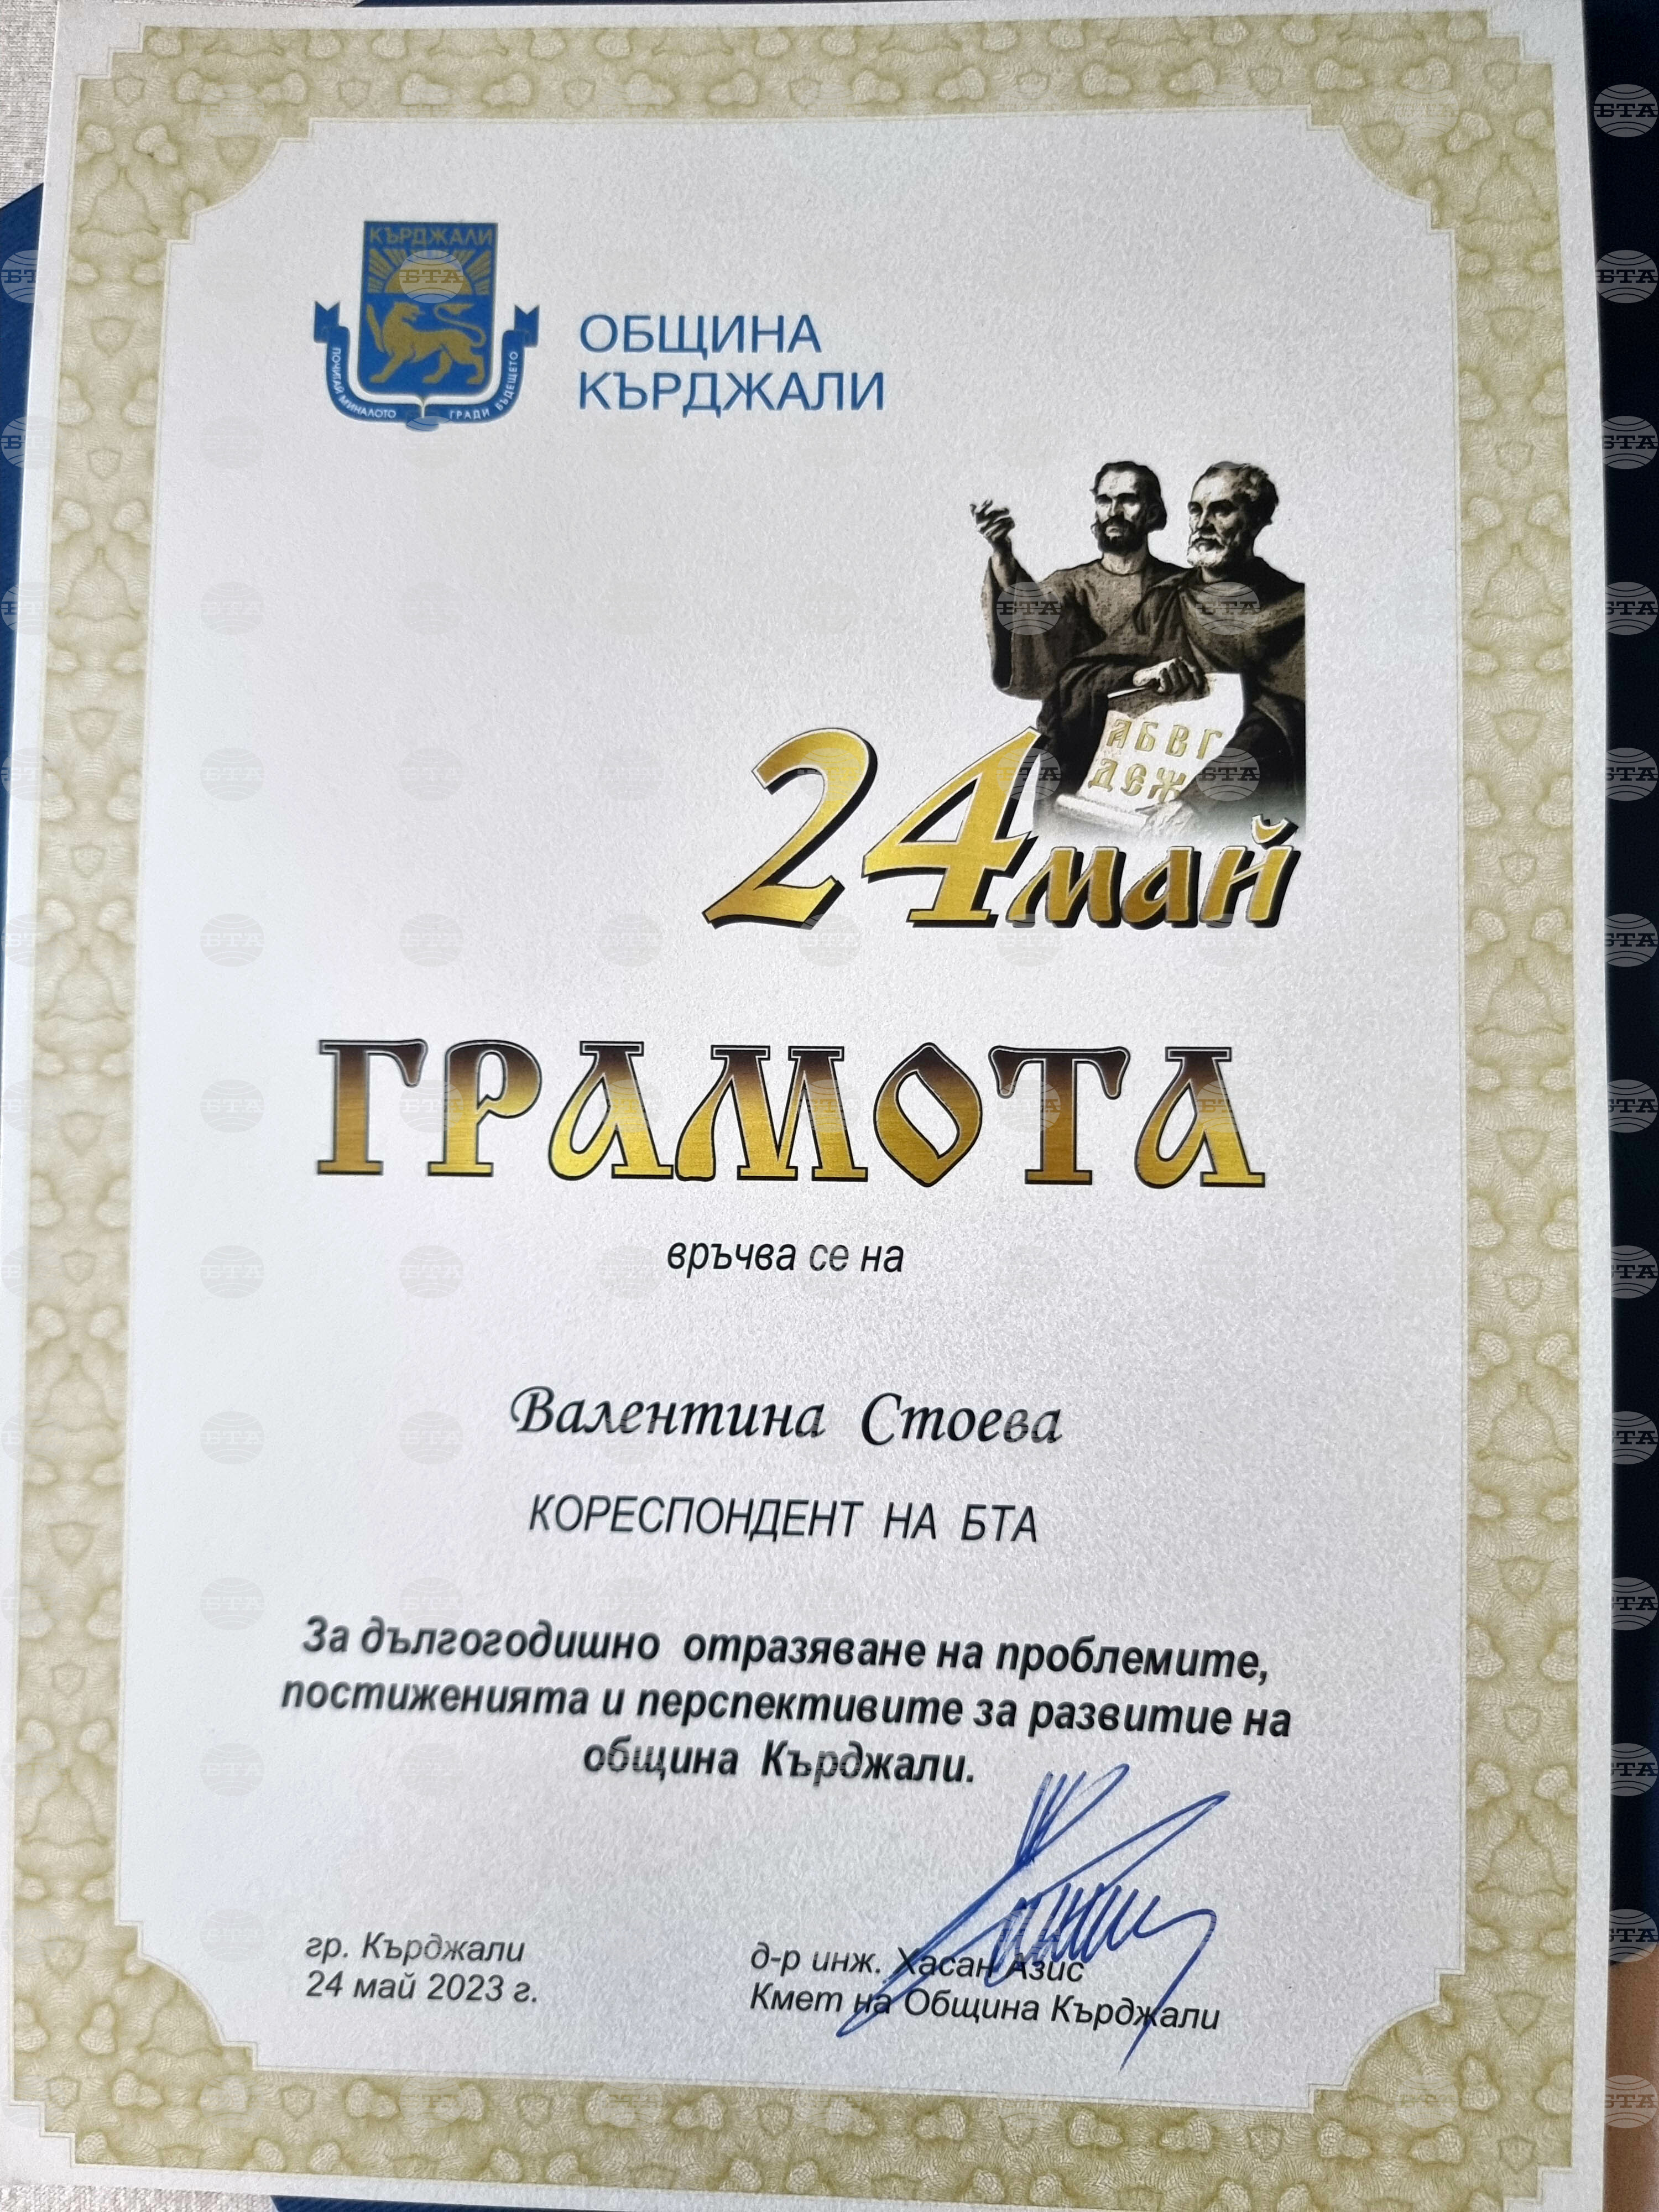 КЪРДЖАЛИ
ПОЧИТАЙ МИНАЛОТО ГРАДИ БЪДЕЩЕТО
ОБЩИНА
КЪРДЖАЛИ
АБВГ
ДЕЖ
24 май
ГРАМОТА
връчва се на
Валентина Стоева
КОРЕСПОНДЕНТ НА БТА
За дългогодишно отразяване на проблемите,
постиженията и перспективите за развитие на
община Кърджали.
гр. Кърджали
24 май 2023 г.
д-р инж. Хасан Азис
Кмет на Община Кърджали
БТА